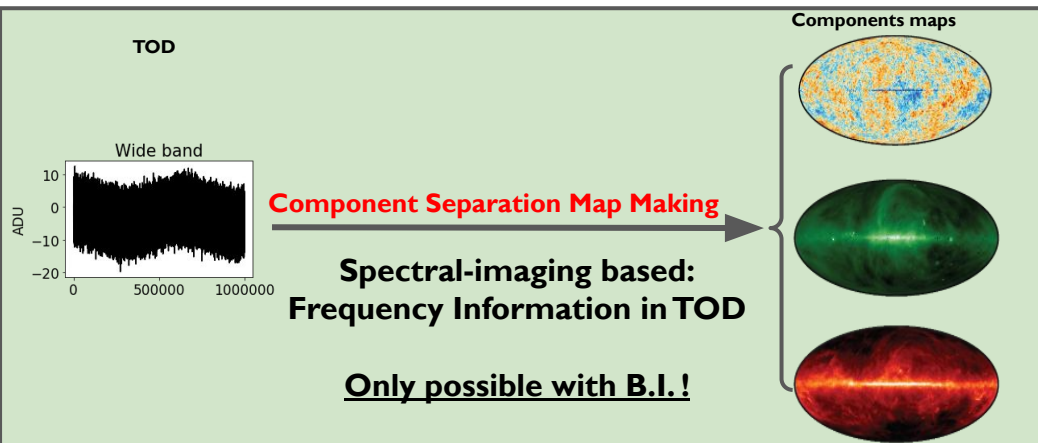 Components maps
TOD
Wide band
10
0
-10
-20
ADU
0
500000
1000000
Component Separation Map Making
Spectral-imaging based:
Frequency Information in TOD
Only possible with B.I. !